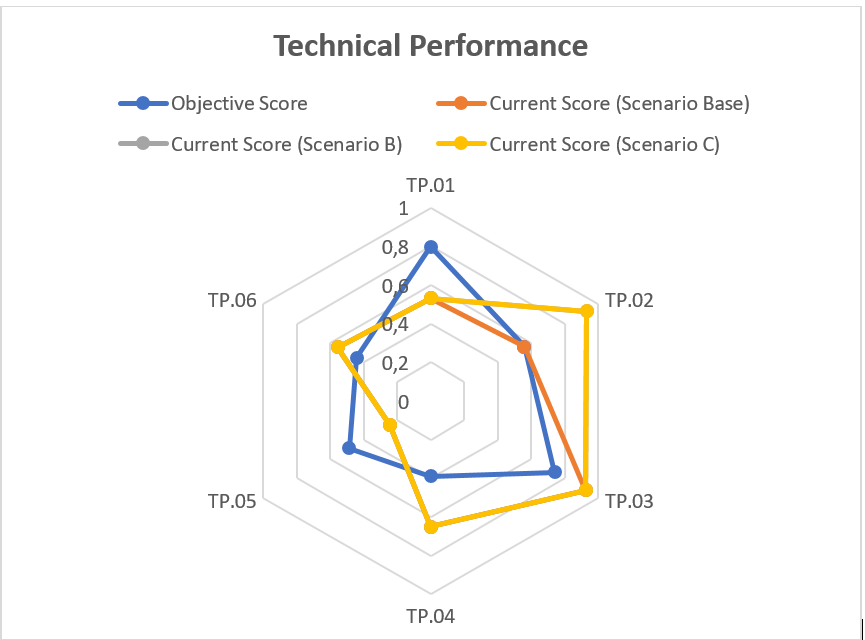 Technical Performance
Objective Score
Current Score (Scenario Base)
Current Score (Scenario B)
Current Score (Scenario C)
TP.01
1
0,8
0,6
0,4
0,2
0
TP.02
TP.03
TP.04
TP.05
TP.06